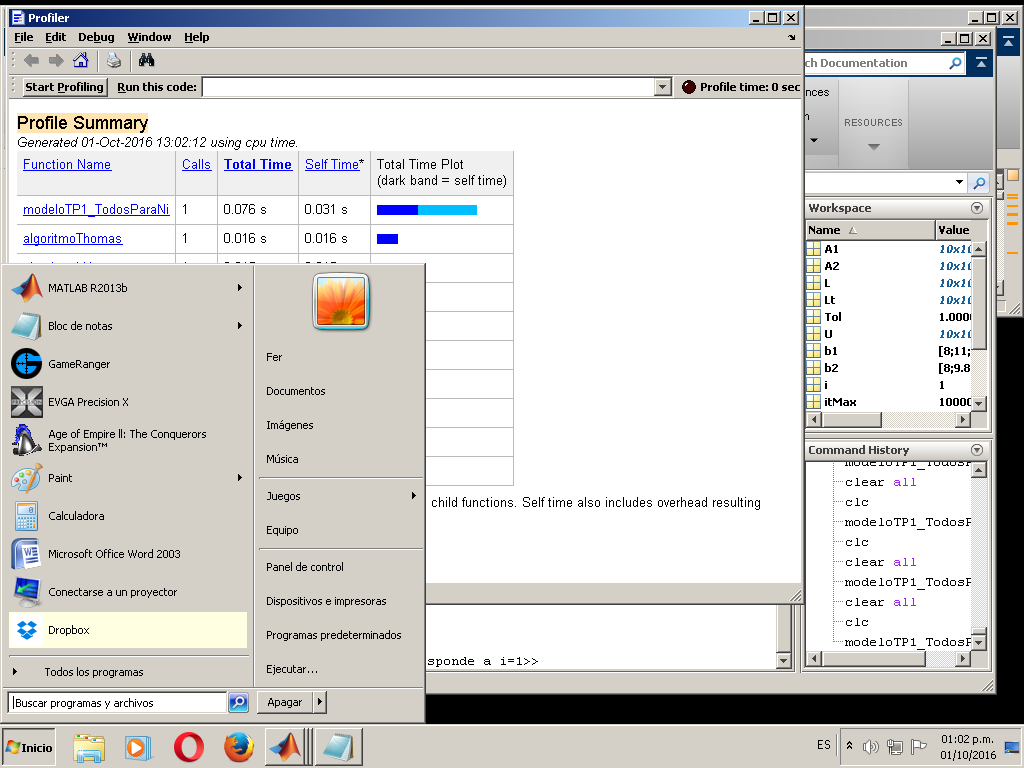 Profiler
File Edit Debug Window Help
Start Profiling Run this code: Profile time: 0 sec
Profile Summary
Generated 01-Oct-2016 13:02:12 using cpu time.
Function Name Calls Total Time Self Time* Total Time Plot
(dark band = self time)
modeloTP1_TodosParaNi 1 0.076 s 0.031 s
algoritmoThomas 1 0.016 s 0.016 s
child functions. Self time also includes overhead resulting
sponde a i=1>>
ch Documentation
nces
RESOURCES
Workspace
Name Value
A1 10x10
A2 10x10
L 10x10
Lt 10x10
Tol 1.0000
U 10x10
b1 [8;11;
b2 [8;9.8
i 1
itMax 10000
Command History
modeloTP1_TodosP
clear all
clc
modeloTP1_TodosP
clc
clear all
modeloTP1_TodosP
clear all
clc
modeloTP1_TodosP
MATLAB R2013b
Bloc de notas
GameRanger
EVGA Precision X
Age of Empire ll: The Conquerors
Expansion™
Paint
Calculadora
Microsoft Office Word 2003
Conectarse a un proyector
Dropbox
Todos los programas
Buscar programas y archivos
Fer
Documentos
Imágenes
Música
Juegos
Equipo
Panel de control
Dispositivos e impresoras
Programas predeterminados
Ejecutar...
Apagar
Inicio
ES
01:02 p.m.
01/10/2016